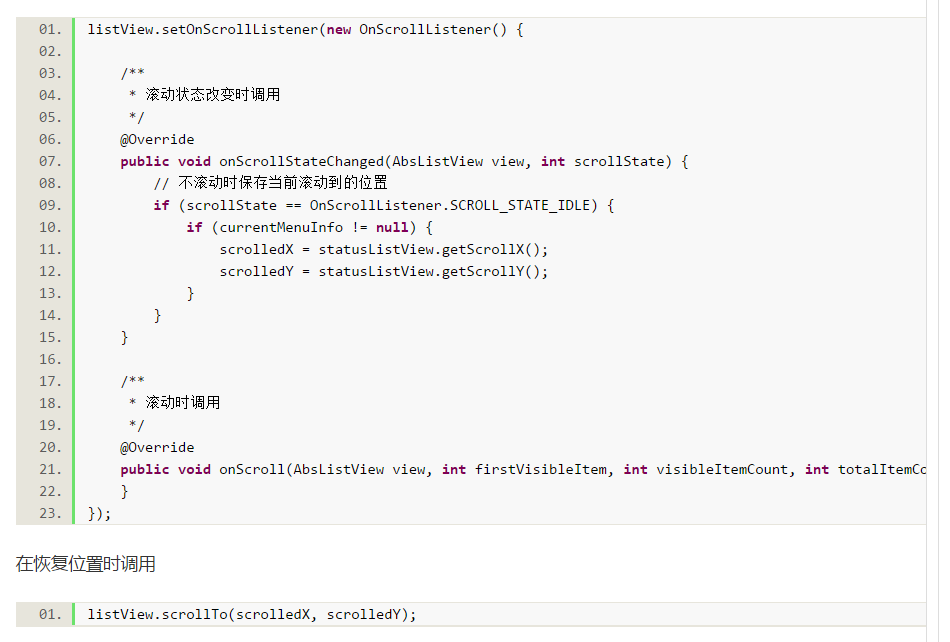 01. listView.setOnScrollListener(new OnScrollListener() {
02.
03.     /**
04.      * 滚动状态改变时调用
05.      */
06.     @Override
07.     public void onScrollStateChanged(AbsListView view, int scrollState) {
08.         // 不滚动时保存当前滚动到的位置
09.         if (scrollState == OnScrollListener.SCROLL_STATE_IDLE) {
10.             if (currentMenuInfo != null) {
11.                 scrolledX = statusListView.getScrollX();
12.                 scrolledY = statusListView.getScrollY();
13.             }
14.         }
15.     }
16.
17.     /**
18.      * 滚动时调用
19.      */
20.     @Override
21.     public void onScroll(AbsListView view, int firstVisibleItem, int visibleItemCount, int totalItemCo
22.     }
23. });
在恢复位置时调用
01. listView.scrollTo(scrolledX, scrolledY);